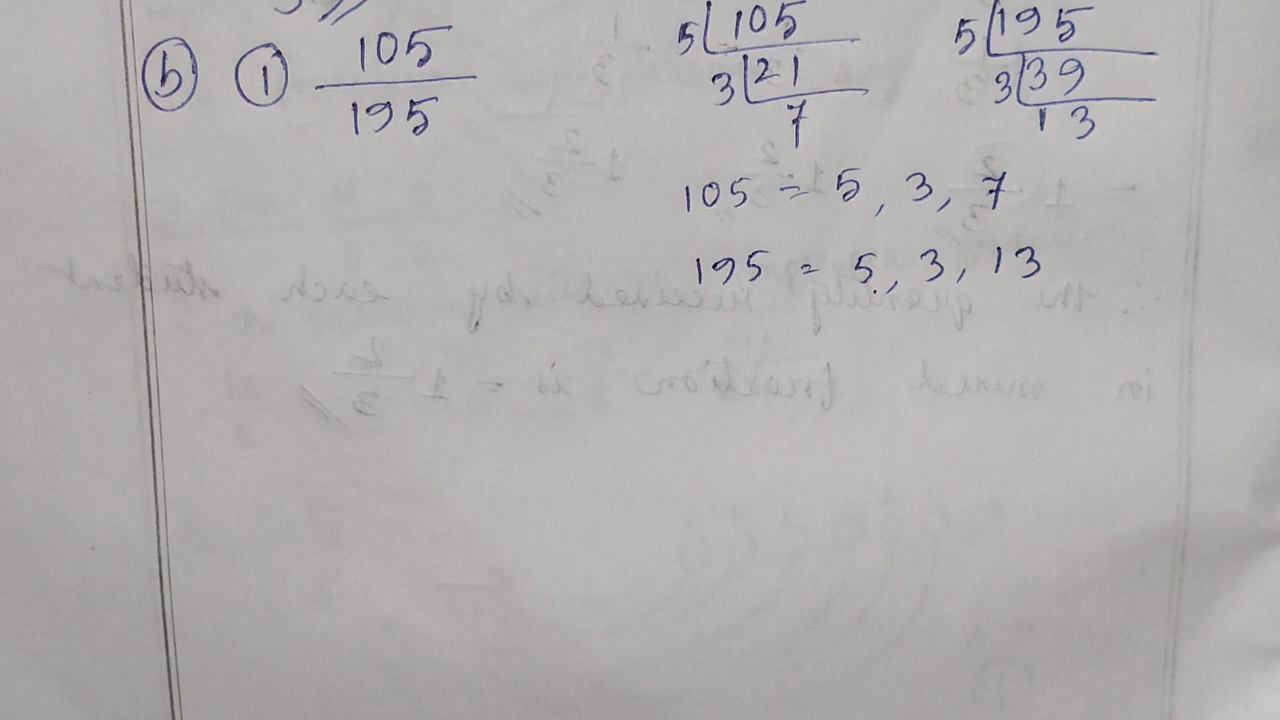 (b) (1) 105/195
5 | 105
3 | 21
7
5 | 195
3 | 39
13
105 = 5, 3, 7
195 = 5, 3, 13